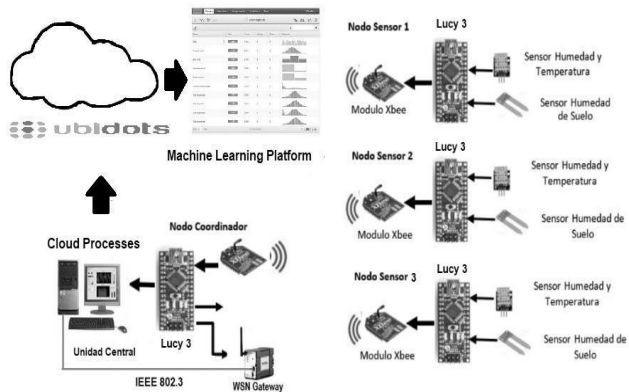 ubidots
Machine Learning Platform
Cloud Processes
Unidad Central
Nodo Coordinador
Lucy 3
IEEE 802.3
WSN Gateway
Nodo Sensor 1
Lucy 3
Modulo Xbee
Sensor Humedad y
Temperatura
Sensor Humedad
de Suelo
Nodo Sensor 2
Lucy 3
Modulo Xbee
Sensor Humedad y
Temperatura
Sensor Humedad de
Suelo
Nodo Sensor 3
Lucy 3
Modulo Xbee
Sensor Humedad y
Temperatura
Sensor Humedad de
Suelo